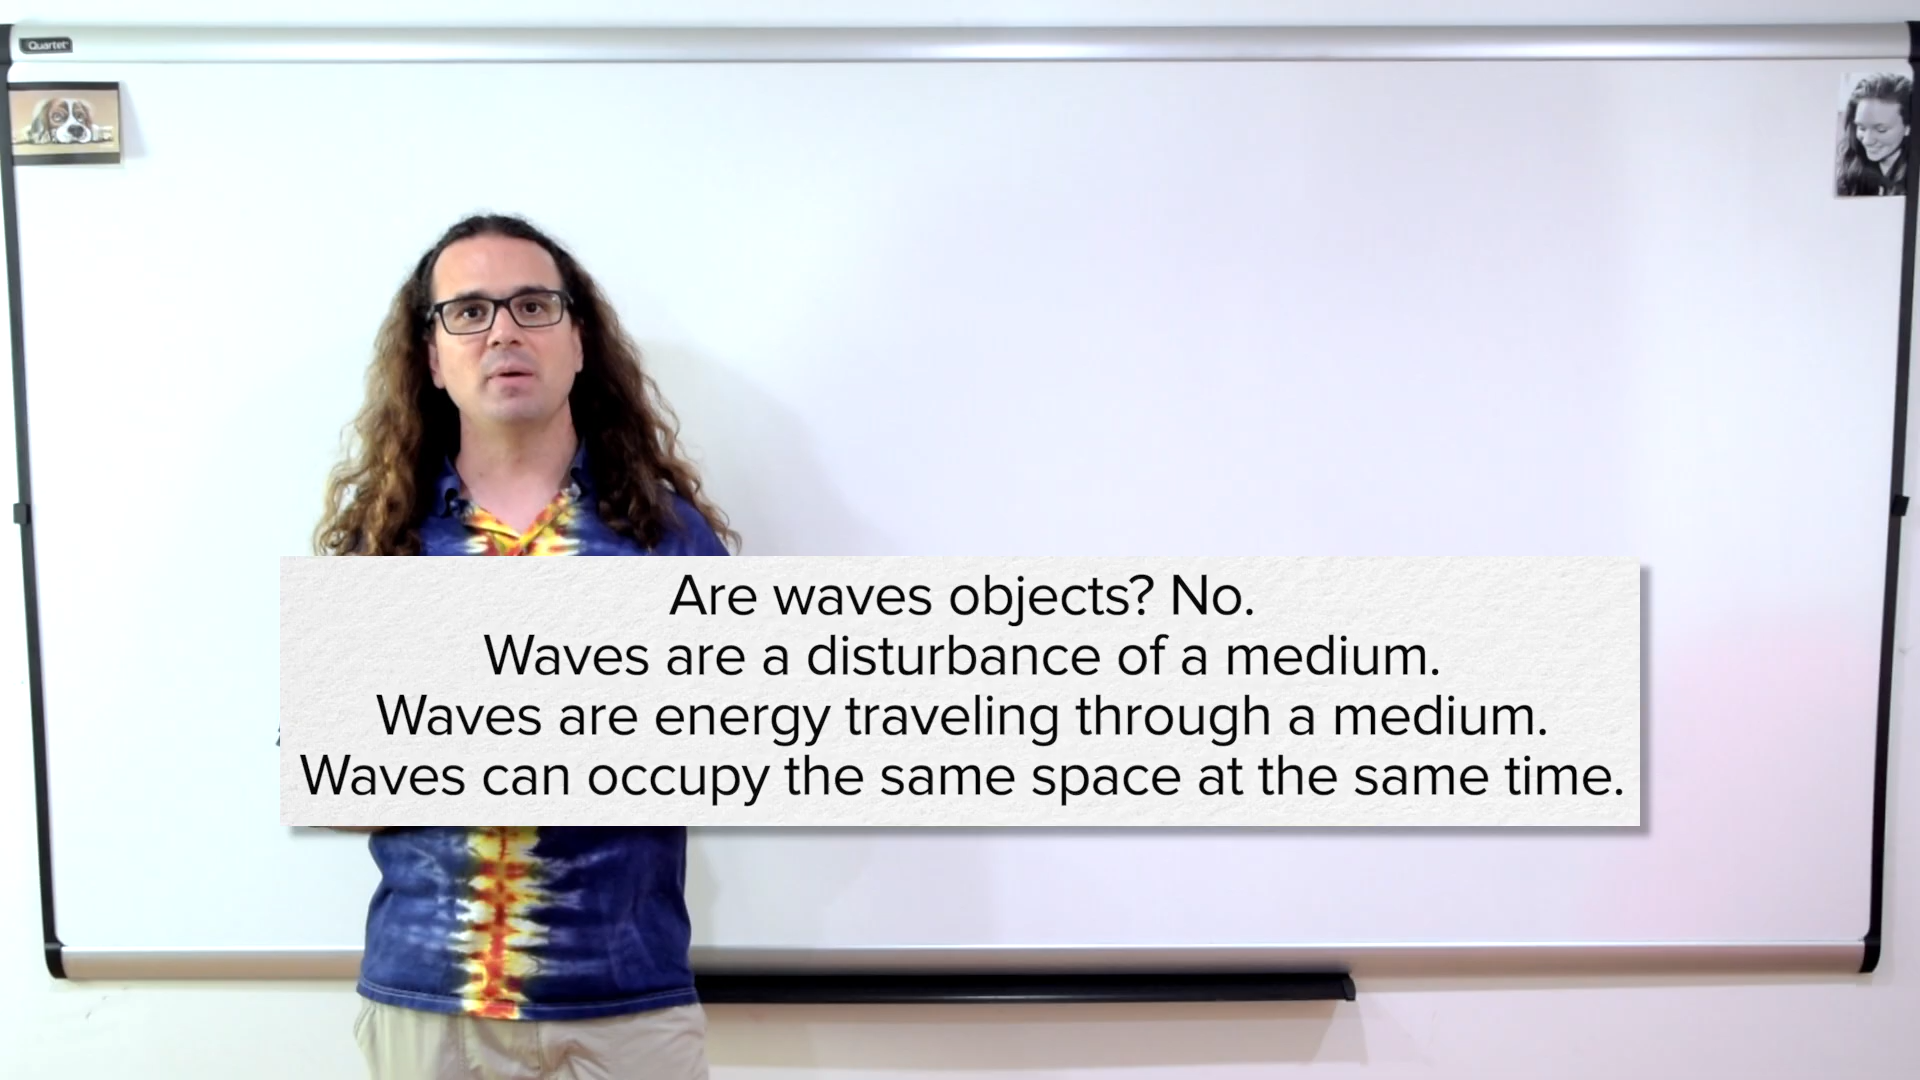 Quartet
Are waves objects? No.
Waves are a disturbance of a medium.
Waves are energy traveling through a medium.
Waves can occupy the same space at the same time.